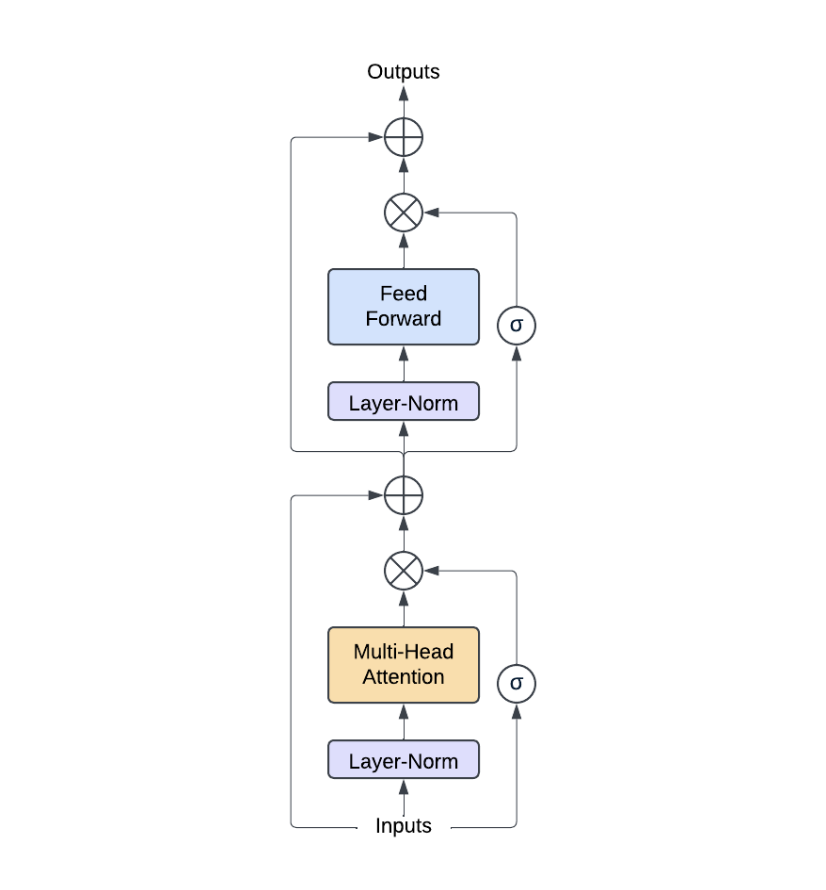 Outputs
Feed
Forward
σ
Layer-Norm
Multi-Head
Attention
σ
Layer-Norm
Inputs